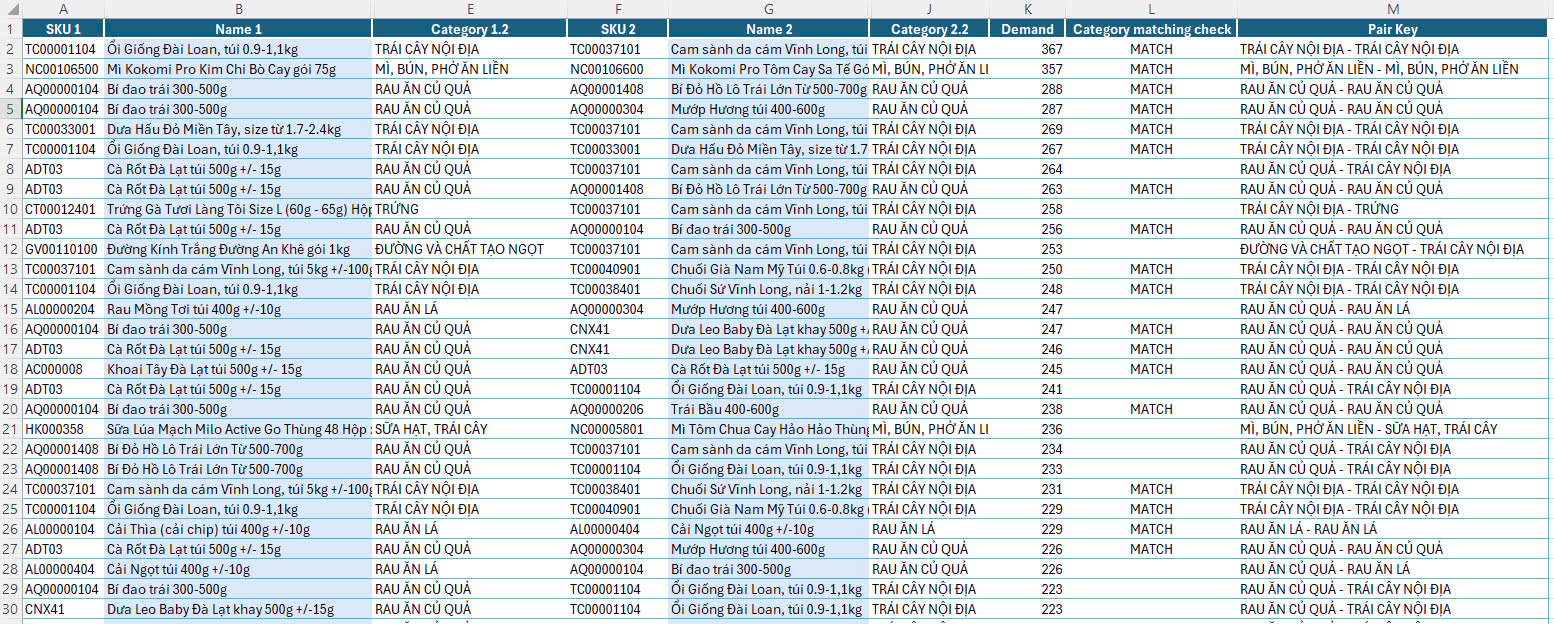 A B E F G J K L M
1 SKU 1 Name 1 Category 1.2 SKU 2 Name 2 Category 2.2 Demand Category matching check Pair Key
2 TC00001104 Ổi Giống Đài Loan, túi 0.9-1,1kg TRÁI CÂY NỘI ĐỊA TC00037101 Cam sành da cám Vĩnh Long, túi TRÁI CÂY NỘI ĐỊA 367 MATCH TRÁI CÂY NỘI ĐỊA - TRÁI CÂY NỘI ĐỊA
3 NC00106500 Mì Kokomi Pro Kim Chi Bò Cay gói 75g MÌ, BÚN, PHỞ ĂN LIỀN NC00106600 Mì Kokomi Pro Tôm Cay Sa Tế Gó MÌ, BÚN, PHỞ ĂN LI 357 MATCH MÌ, BÚN, PHỞ ĂN LIỀN - MÌ, BÚN, PHỞ ĂN LIỀN
4 AQ00000104 Bí đao trái 300-500g RAU ĂN CỦ QUẢ AQ00001408 Bí Đỏ Hồ Lô Trái Lớn Từ 500-700g RAU ĂN CỦ QUẢ 288 MATCH RAU ĂN CỦ QUẢ - RAU ĂN CỦ QUẢ
5 AQ00000104 Bí đao trái 300-500g RAU ĂN CỦ QUẢ AQ00000304 Mướp Hương túi 400-600g RAU ĂN CỦ QUẢ 287 MATCH RAU ĂN CỦ QUẢ - RAU ĂN CỦ QUẢ
6 TC00033001 Dưa Hấu Đỏ Miền Tây, size từ 1.7-2.4kg TRÁI CÂY NỘI ĐỊA TC00037101 Cam sành da cám Vĩnh Long, túi TRÁI CÂY NỘI ĐỊA 269 MATCH TRÁI CÂY NỘI ĐỊA - TRÁI CÂY NỘI ĐỊA
7 TC00001104 Ổi Giống Đài Loan, túi 0.9-1,1kg TRÁI CÂY NỘI ĐỊA TC00033001 Dưa Hấu Đỏ Miền Tây, size từ 1.7 TRÁI CÂY NỘI ĐỊA 267 MATCH TRÁI CÂY NỘI ĐỊA - TRÁI CÂY NỘI ĐỊA
8 ADT03 Cà Rốt Đà Lạt túi 500g +/- 15g RAU ĂN CỦ QUẢ TC00037101 Cam sành da cám Vĩnh Long, túi TRÁI CÂY NỘI ĐỊA 264 RAU ĂN CỦ QUẢ - TRÁI CÂY NỘI ĐỊA
9 ADT03 Cà Rốt Đà Lạt túi 500g +/- 15g RAU ĂN CỦ QUẢ AQ00001408 Bí Đỏ Hồ Lô Trái Lớn Từ 500-700g RAU ĂN CỦ QUẢ 263 MATCH RAU ĂN CỦ QUẢ - RAU ĂN CỦ QUẢ
10 CT00012401 Trứng Gà Tươi Làng Tôi Size L (60g - 65g) Hộp TRỨNG TC00037101 Cam sành da cám Vĩnh Long, túi TRÁI CÂY NỘI ĐỊA 258 TRÁI CÂY NỘI ĐỊA - TRỨNG
11 ADT03 Cà Rốt Đà Lạt túi 500g +/- 15g RAU ĂN CỦ QUẢ AQ00000104 Bí đao trái 300-500g RAU ĂN CỦ QUẢ 256 MATCH RAU ĂN CỦ QUẢ - RAU ĂN CỦ QUẢ
12 GV00110100 Đường Kính Trắng Đường An Khê gói 1kg ĐƯỜNG VÀ CHẤT TẠO NGỌT TC00037101 Cam sành da cám Vĩnh Long, túi TRÁI CÂY NỘI ĐỊA 253 ĐƯỜNG VÀ CHẤT TẠO NGỌT - TRÁI CÂY NỘI ĐỊA
13 TC00037101 Cam sành da cám Vĩnh Long, túi 5kg +/-100g TRÁI CÂY NỘI ĐỊA TC00040901 Chuối Già Nam Mỹ Túi 0.6-0.8kg ( TRÁI CÂY NỘI ĐỊA 250 MATCH TRÁI CÂY NỘI ĐỊA - TRÁI CÂY NỘI ĐỊA
14 TC00001104 Ổi Giống Đài Loan, túi 0.9-1,1kg TRÁI CÂY NỘI ĐỊA TC00038401 Chuối Sứ Vĩnh Long, nải 1-1.2kg TRÁI CÂY NỘI ĐỊA 248 MATCH TRÁI CÂY NỘI ĐỊA - TRÁI CÂY NỘI ĐỊA
15 AL00000204 Rau Mồng Tơi túi 400g +/-10g RAU ĂN LÁ AQ00000304 Mướp Hương túi 400-600g RAU ĂN CỦ QUẢ 247 RAU ĂN CỦ QUẢ - RAU ĂN LÁ
16 AQ00000104 Bí đao trái 300-500g RAU ĂN CỦ QUẢ CNX41 Dưa Leo Baby Đà Lạt khay 500g +/ RAU ĂN CỦ QUẢ 247 MATCH RAU ĂN CỦ QUẢ - RAU ĂN CỦ QUẢ
17 ADT03 Cà Rốt Đà Lạt túi 500g +/- 15g RAU ĂN CỦ QUẢ CNX41 Dưa Leo Baby Đà Lạt khay 500g +/ RAU ĂN CỦ QUẢ 246 MATCH RAU ĂN CỦ QUẢ - RAU ĂN CỦ QUẢ
18 AC000008 Khoai Tây Đà Lạt túi 500g +/- 15g RAU ĂN CỦ QUẢ ADT03 Cà Rốt Đà Lạt túi 500g +/- 15g RAU ĂN CỦ QUẢ 245 MATCH RAU ĂN CỦ QUẢ - RAU ĂN CỦ QUẢ
19 ADT03 Cà Rốt Đà Lạt túi 500g +/- 15g RAU ĂN CỦ QUẢ TC00001104 Ổi Giống Đài Loan, túi 0.9-1,1kg TRÁI CÂY NỘI ĐỊA 241 RAU ĂN CỦ QUẢ - TRÁI CÂY NỘI ĐỊA
20 AQ00000104 Bí đao trái 300-500g RAU ĂN CỦ QUẢ AQ00000206 Trái Bầu 400-600g RAU ĂN CỦ QUẢ 238 MATCH RAU ĂN CỦ QUẢ - RAU ĂN CỦ QUẢ
21 HK000358 Sữa Lúa Mạch Milo Active Go Thùng 48 Hộp SỮA HẠT, TRÁI CÂY NC00005801 Mì Tôm Chua Cay Hảo Hảo Thùng MÌ, BÚN, PHỞ ĂN LI 236 MÌ, BÚN, PHỞ ĂN LIỀN - SỮA HẠT, TRÁI CÂY
22 AQ00001408 Bí Đỏ Hồ Lô Trái Lớn Từ 500-700g RAU ĂN CỦ QUẢ TC00037101 Cam sành da cám Vĩnh Long, túi TRÁI CÂY NỘI ĐỊA 234 RAU ĂN CỦ QUẢ - TRÁI CÂY NỘI ĐỊA
23 AQ00001408 Bí Đỏ Hồ Lô Trái Lớn Từ 500-700g RAU ĂN CỦ QUẢ TC00001104 Ổi Giống Đài Loan, túi 0.9-1,1kg TRÁI CÂY NỘI ĐỊA 233 RAU ĂN CỦ QUẢ - TRÁI CÂY NỘI ĐỊA
24 TC00037101 Cam sành da cám Vĩnh Long, túi 5kg +/-100g TRÁI CÂY NỘI ĐỊA TC00038401 Chuối Sứ Vĩnh Long, nải 1-1.2kg TRÁI CÂY NỘI ĐỊA 231 MATCH TRÁI CÂY NỘI ĐỊA - TRÁI CÂY NỘI ĐỊA
25 TC00001104 Ổi Giống Đài Loan, túi 0.9-1,1kg TRÁI CÂY NỘI ĐỊA TC00040901 Chuối Già Nam Mỹ Túi 0.6-0.8kg ( TRÁI CÂY NỘI ĐỊA 229 MATCH TRÁI CÂY NỘI ĐỊA - TRÁI CÂY NỘI ĐỊA
26 AL00000104 Cải Thìa (cải chip) túi 400g +/-10g RAU ĂN LÁ AL00000404 Cải Ngọt túi 400g +/-10g RAU ĂN LÁ 229 MATCH RAU ĂN LÁ - RAU ĂN LÁ
27 ADT03 Cà Rốt Đà Lạt túi 500g +/- 15g RAU ĂN CỦ QUẢ AQ00000304 Mướp Hương túi 400-600g RAU ĂN CỦ QUẢ 226 MATCH RAU ĂN CỦ QUẢ - RAU ĂN CỦ QUẢ
28 AL00000404 Cải Ngọt túi 400g +/-10g RAU ĂN LÁ AQ00000104 Bí đao trái 300-500g RAU ĂN CỦ QUẢ 226 RAU ĂN CỦ QUẢ - RAU ĂN LÁ
29 AQ00000104 Bí đao trái 300-500g RAU ĂN CỦ QUẢ TC00001104 Ổi Giống Đài Loan, túi 0.9-1,1kg TRÁI CÂY NỘI ĐỊA 223 RAU ĂN CỦ QUẢ - TRÁI CÂY NỘI ĐỊA
30 CNX41 Dưa Leo Baby Đà Lạt khay 500g +/-15g RAU ĂN CỦ QUẢ TC00001104 Ổi Giống Đài Loan, túi 0.9-1,1kg TRÁI CÂY NỘI ĐỊA 223 RAU ĂN CỦ QUẢ - TRÁI CÂY NỘI ĐỊA